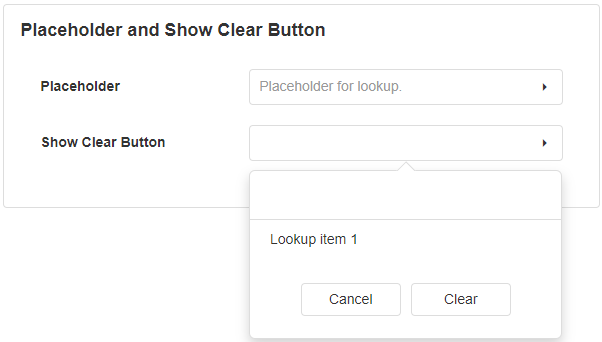 Placeholder and Show Clear Button
Placeholder
Placeholder for lookup.
Show Clear Button
Lookup item 1
Cancel
Clear